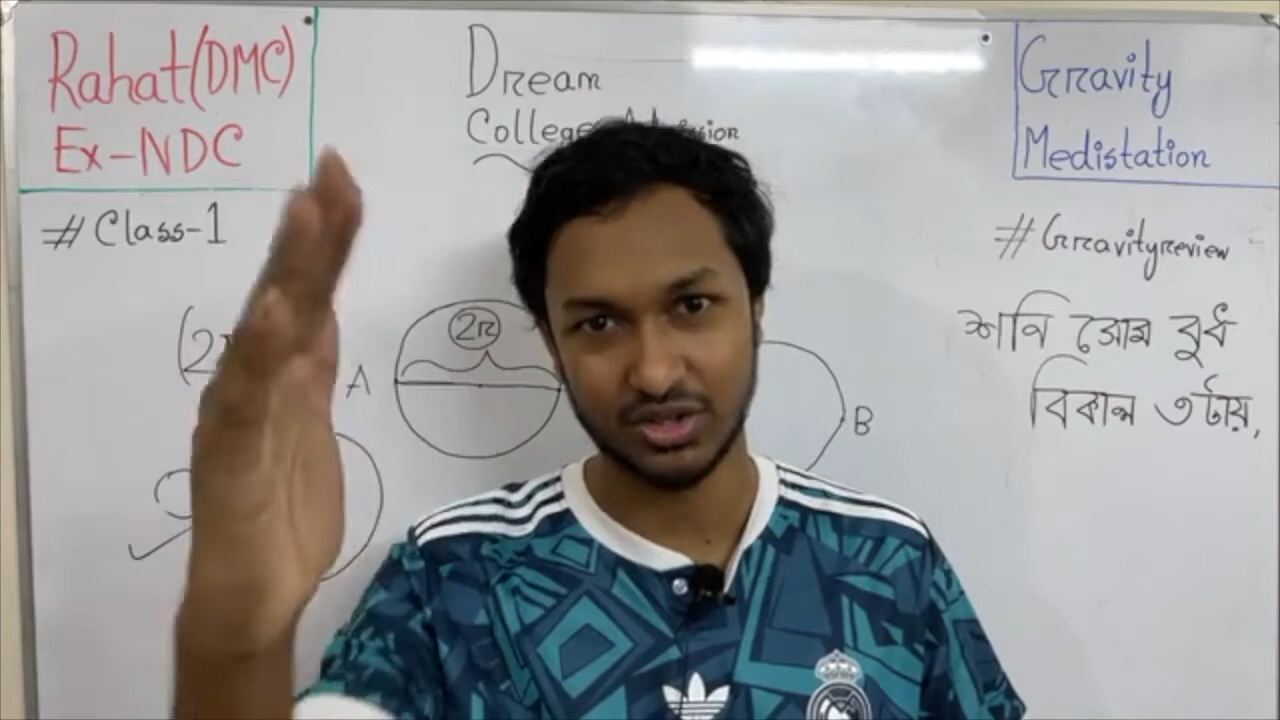 Rahat(DMC)
Ex-NDC
Dream
College
Gravity
Medistation
#Class-1
#Gravityreview
শনি সোম বুধ
বিকাল ৩টায়,
A
2r
B